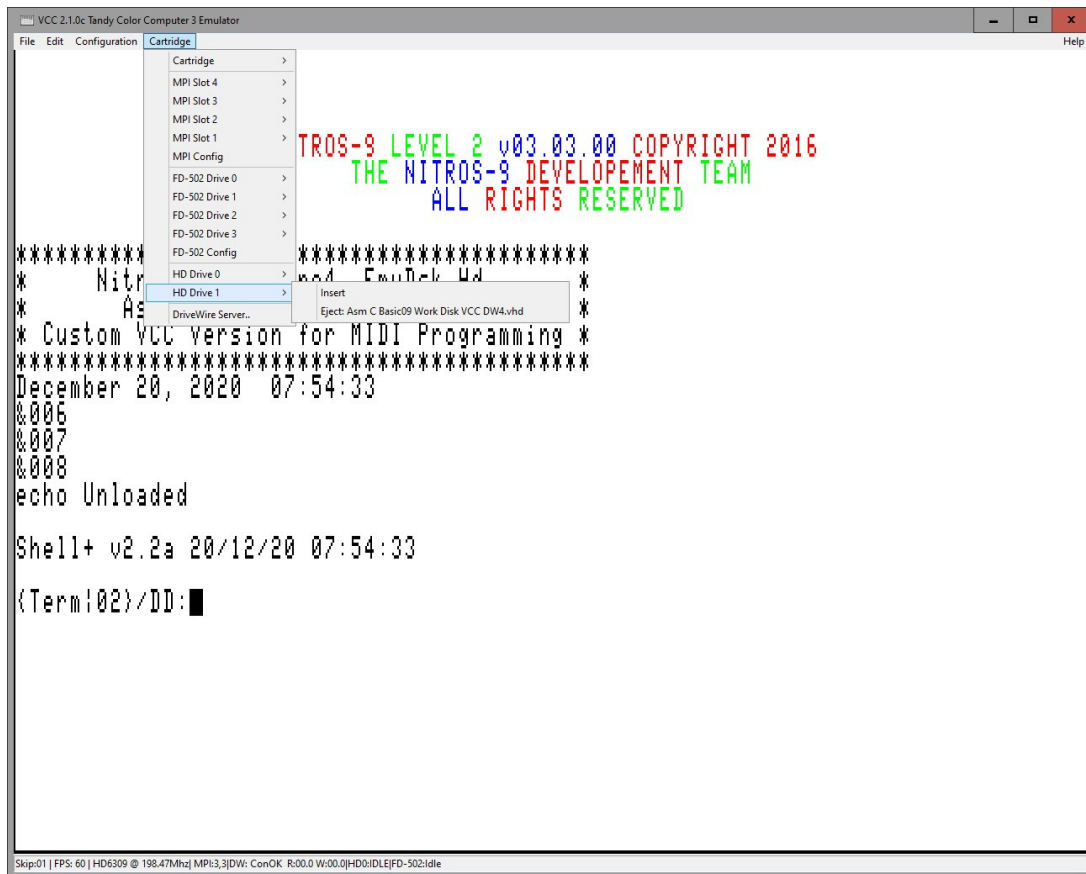 VCC 2.1.0c Tandy Color Computer 3 Emulator
File Edit Configuration Cartridge Help
Cartridge
MPI Slot 4
MPI Slot 3
MPI Slot 2
MPI Slot 1
MPI Config
FD-502 Drive 0
FD-502 Drive 1
FD-502 Drive 2
FD-502 Drive 3
FD-502 Config
HD Drive 0
HD Drive 1
DriveWire Server..
Insert
Eject: Asm C Basic09 Work Disk VCC DW4.vhd
TROS-9 LEVEL 2 v03.03.00 COPYRIGHT 2016
THE NITROS-9 DEVELOPEMENT TEAM
ALL RIGHTS RESERVED
********** **********************
* Nitr Hd *
* As *
* Custom VCC Version for MIDI Programming *
*******************************************
December 20, 2020 07:54:33
&006
&007
&008
echo Unloaded
Shell+ v2.2a 20/12/20 07:54:33
{Term|02}/DD:
Skip:01 | FPS: 60 | HD6309 @ 198.47Mhz| MPI:3,3|DW: ConOK R:00.0 W:00.0|HD0:IDLE|FD-502:Idle